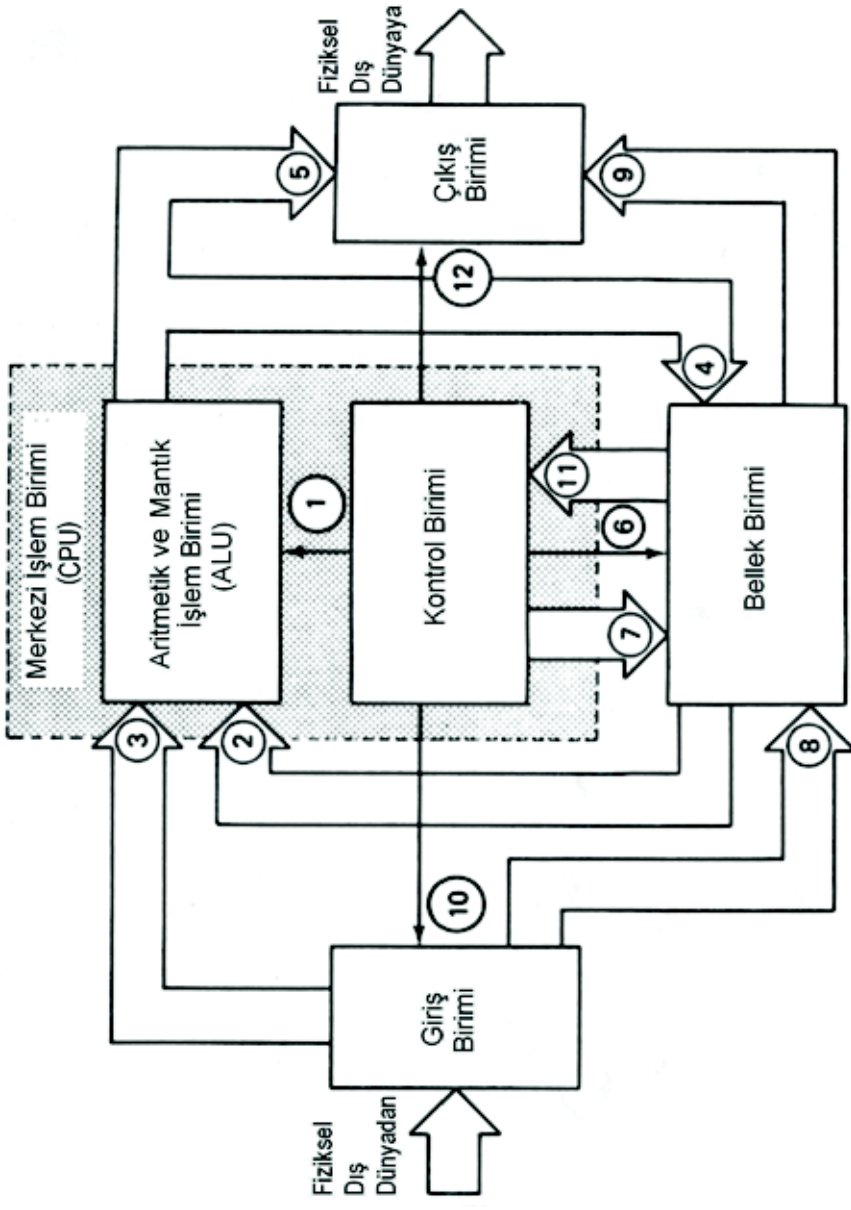 Merkezi İşlem Birimi
(CPU)
Aritmetik ve Mantık
İşlem Birimi
(ALU)
Kontrol Birimi
Bellek Birimi
Giriş
Birimi
Çıkış
Birimi
Fiziksel
Dış
Dünyadan
Fiziksel
Dış
Dünyaya
1
2
3
4
5
6
7
8
9
10
11
12